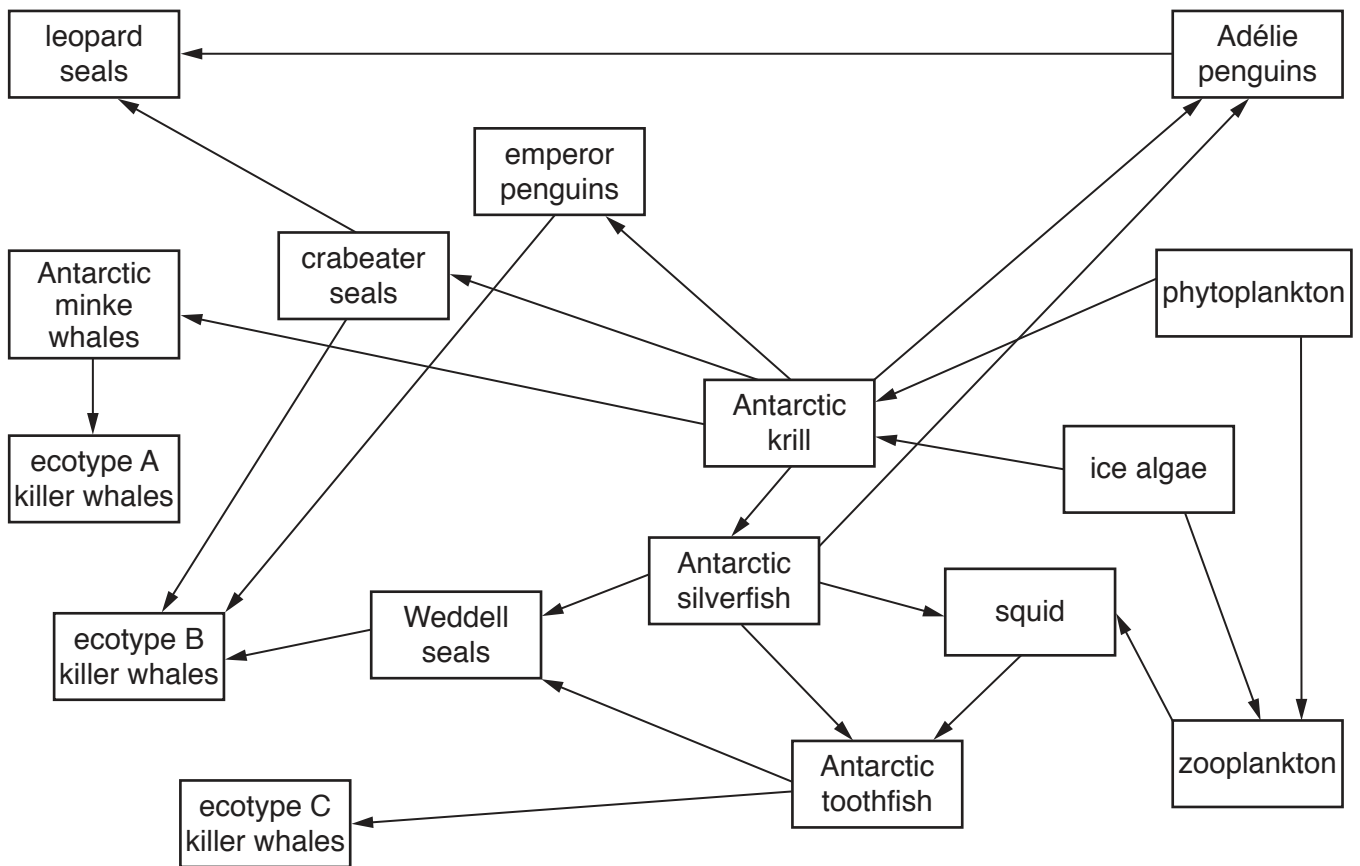 leopard
seals
Adélie
penguins
emperor
penguins
crabeater
seals
Antarctic
minke
whales
phytoplankton
Antarctic
krill
ecotype A
killer whales
ice algae
Antarctic
silverfish
squid
Weddell
seals
ecotype B
killer whales
zooplankton
Antarctic
toothfish
ecotype C
killer whales